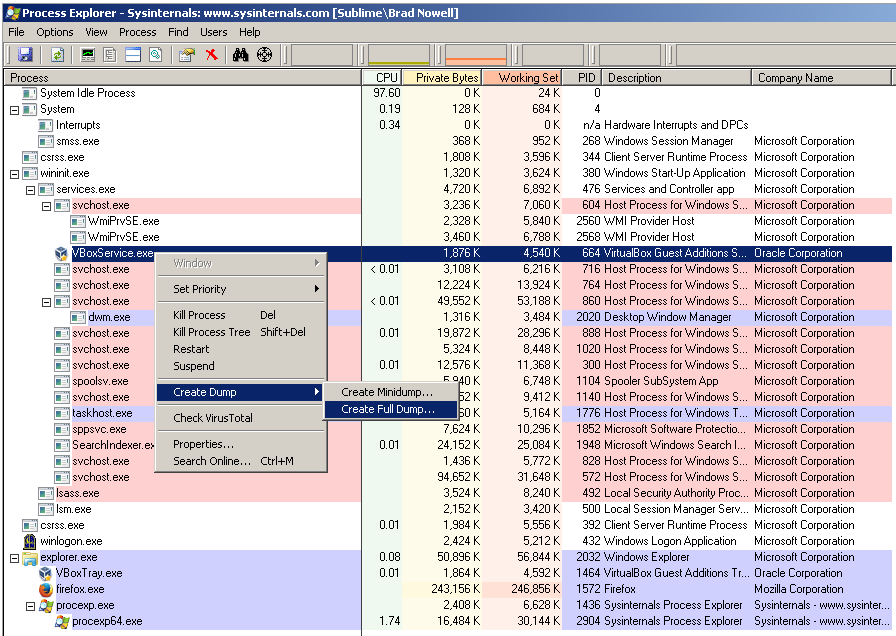 Process Explorer - Sysinternals: www.sysinternals.com [Sublime\Brad Nowell]
File Options View Process Find Users Help
Process CPU Private Bytes Working Set PID Description Company Name
System Idle Process 97.60 0 K 24 K 0
System 0.19 128 K 684 K 4
Interrupts 0.34 0 K 0 K n/a Hardware Interrupts and DPCs
smss.exe 368 K 952 K 268 Windows Session Manager Microsoft Corporation
csrss.exe 1,808 K 3,596 K 344 Client Server Runtime Process Microsoft Corporation
wininit.exe 1,320 K 3,624 K 380 Windows Start-Up Application Microsoft Corporation
services.exe 4,720 K 6,892 K 476 Services and Controller app Microsoft Corporation
svchost.exe 3,236 K 7,060 K 604 Host Process for Windows S... Microsoft Corporation
WmiPrvSE.exe 2,328 K 5,840 K 2560 WMI Provider Host Microsoft Corporation
WmiPrvSE.exe 3,460 K 6,788 K 2568 WMI Provider Host Microsoft Corporation
VBoxService.exe 1,876 K 4,540 K 664 VirtualBox Guest Additions S... Oracle Corporation
svchost.exe < 0.01 3,108 K 6,216 K 716 Host Process for Windows S... Microsoft Corporation
svchost.exe 12,224 K 13,924 K 764 Host Process for Windows S... Microsoft Corporation
svchost.exe < 0.01 49,552 K 53,188 K 860 Host Process for Windows S... Microsoft Corporation
dwm.exe 1,316 K 3,484 K 2020 Desktop Window Manager Microsoft Corporation
svchost.exe 0.01 19,872 K 28,296 K 888 Host Process for Windows S... Microsoft Corporation
svchost.exe 5,324 K 8,448 K 1020 Host Process for Windows S... Microsoft Corporation
svchost.exe 0.01 12,576 K 11,368 K 300 Host Process for Windows S... Microsoft Corporation
spoolsv.exe 5,940 K 6,748 K 1104 Spooler SubSystem App Microsoft Corporation
svchost.exe 9,412 K 1140 Host Process for Windows S... Microsoft Corporation
taskhost.exe 60 K 5,164 K 1776 Host Process for Windows T... Microsoft Corporation
sppsvc.exe 7,624 K 10,296 K 1852 Microsoft Software Protectio... Microsoft Corporation
SearchIndexer.ex 0.01 24,152 K 25,084 K 1948 Microsoft Windows Search I... Microsoft Corporation
svchost.exe 1,436 K 5,772 K 828 Host Process for Windows S... Microsoft Corporation
svchost.exe 94,652 K 31,648 K 572 Host Process for Windows S... Microsoft Corporation
lsass.exe 3,524 K 8,240 K 492 Local Security Authority Proc... Microsoft Corporation
lsm.exe 2,152 K 3,420 K 500 Local Session Manager Serv... Microsoft Corporation
csrss.exe 0.01 1,984 K 5,556 K 392 Client Server Runtime Process Microsoft Corporation
winlogon.exe 2,424 K 5,212 K 432 Windows Logon Application Microsoft Corporation
explorer.exe 0.08 50,896 K 56,844 K 2032 Windows Explorer Microsoft Corporation
VBoxTray.exe 0.01 1,864 K 4,592 K 1464 VirtualBox Guest Additions Tr... Oracle Corporation
firefox.exe 243,156 K 246,856 K 1572 Firefox Mozilla Corporation
procexp.exe 2,408 K 6,628 K 1436 Sysinternals Process Explorer Sysinternals - www.sysinter...
procexp64.exe 1.74 16,484 K 30,144 K 2904 Sysinternals Process Explorer Sysinternals - www.sysinter...
Window
Set Priority
Kill Process Del
Kill Process Tree Shift+Del
Restart
Suspend
Create Dump
Check VirusTotal
Properties...
Search Online... Ctrl+M
Create Minidump...
Create Full Dump...